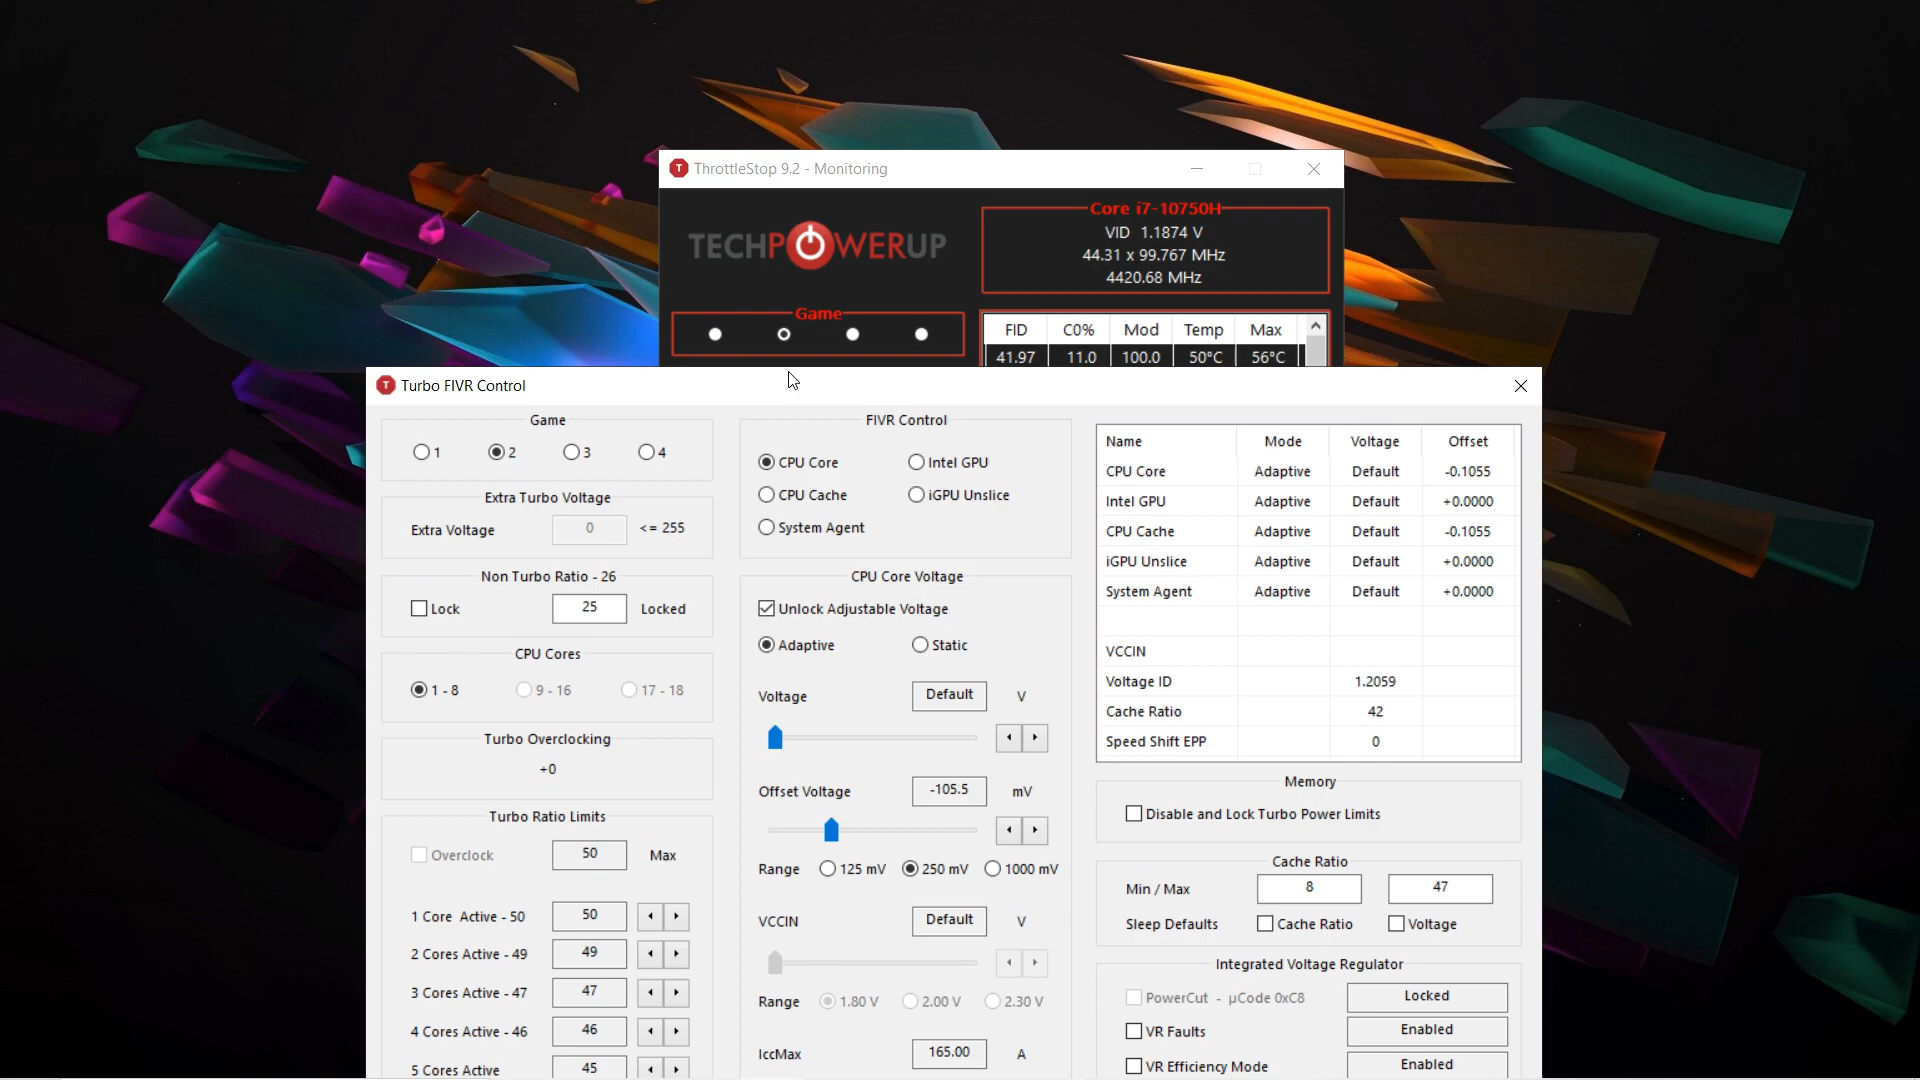 ThrottleStop 9.2 - Monitoring
TECHPOWERUP
Core i7-10750H
VID 1.1874 V
44.31 x 99.767 MHz
4420.68 MHz
Game
FID C0% Mod Temp Max
41.97 11.0 100.0 50°C 56°C
Turbo FIVR Control
Game
1 2 3 4
Extra Turbo Voltage
Extra Voltage 0 <= 255
Non Turbo Ratio - 26
Lock 25 Locked
CPU Cores
1 - 8 9 - 16 17 - 18
Turbo Overclocking
+0
Turbo Ratio Limits
Overclock 50 Max
1 Core Active - 50 50
2 Cores Active - 49 49
3 Cores Active - 47 47
4 Cores Active - 46 46
5 Cores Active 45
FIVR Control
CPU Core Intel GPU
CPU Cache iGPU Unslice
System Agent
CPU Core Voltage
Unlock Adjustable Voltage
Adaptive Static
Voltage Default V
Offset Voltage -105.5 mV
Range 125 mV 250 mV 1000 mV
VCCIN Default V
Range 1.80 V 2.00 V 2.30 V
IccMax 165.00 A
Name Mode Voltage Offset
CPU Core Adaptive Default -0.1055
Intel GPU Adaptive Default +0.0000
CPU Cache Adaptive Default -0.1055
iGPU Unslice Adaptive Default +0.0000
System Agent Adaptive Default +0.0000
VCCIN
Voltage ID 1.2059
Cache Ratio 42
Speed Shift EPP 0
Memory
Disable and Lock Turbo Power Limits
Cache Ratio
Min / Max 8 47
Sleep Defaults Cache Ratio Voltage
Integrated Voltage Regulator
PowerCut - µCode 0xC8 Locked
VR Faults Enabled
VR Efficiency Mode Enabled